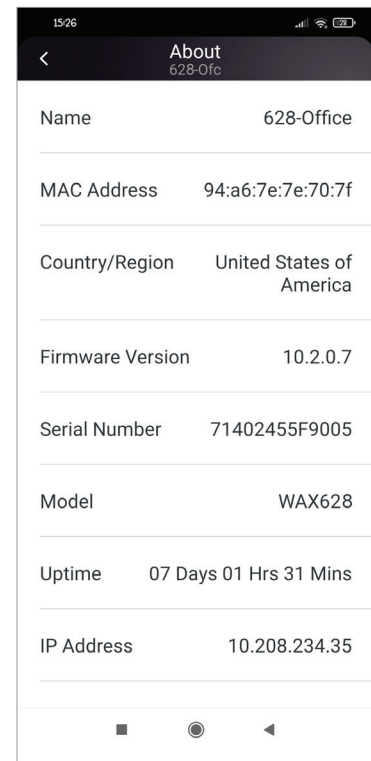 15:26
28
About
628-Ofc
Name 628-Office
MAC Address 94:a6:7e:7e:70:7f
Country/Region United States of
America
Firmware Version 10.2.0.7
Serial Number 71402455F9005
Model WAX628
Uptime 07 Days 01 Hrs 31 Mins
IP Address 10.208.234.35